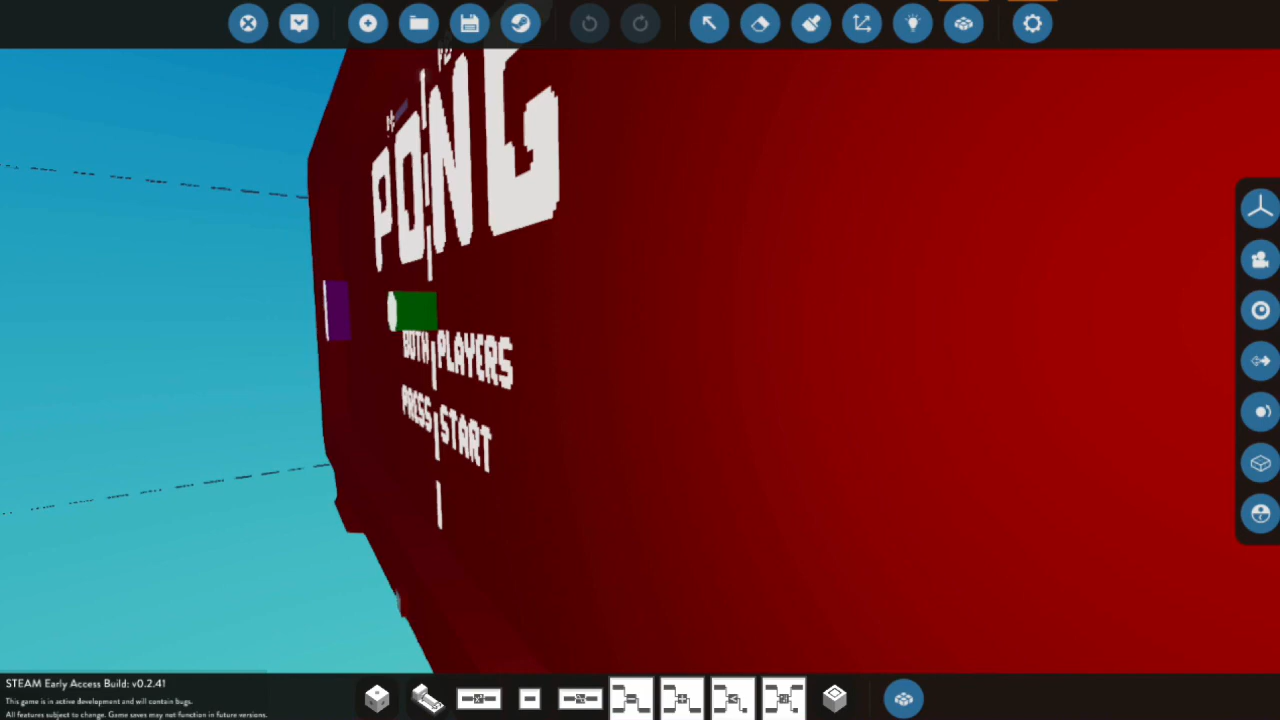 PONG
BOTH PLAYERS
PRESS START
STEAM Early Access Build: v0.2.41
This game is in active development and will contain bugs.
All features subject to change. Game saves may not function in future versions.